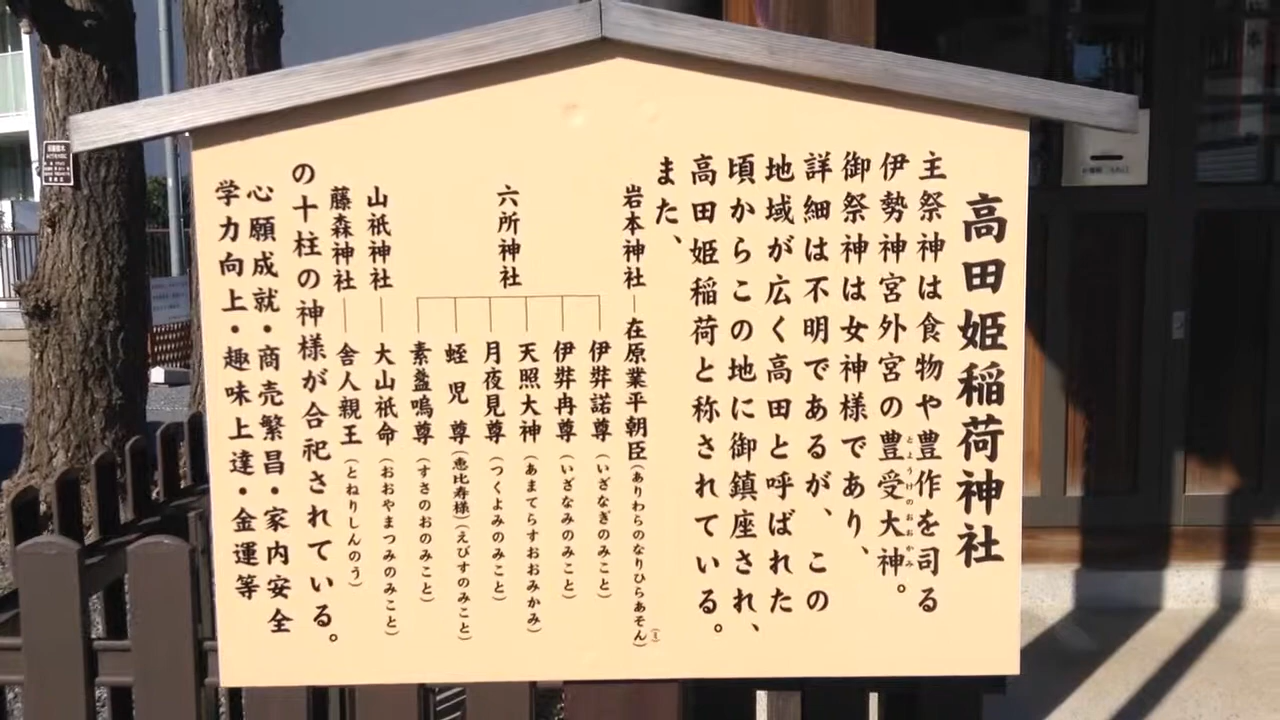 高田姫稲荷神社
主祭神は食物や豊作を司る
伊勢神宮外宮の豊受大神。
とようけのおおかみ
御祭神は女神様であり、
詳細は不明であるが、この
地域が広く高田と呼ばれた
頃からこの地に御鎮座され、
高田姫稲荷と称されている。
また、
岩本神社―在原業平朝臣(ありわらのなりひらあそん)
六所神社
伊弉諾尊(いざなぎのみこと)
伊弉冉尊(いざなみのみこと)
天照大神(あまてらすおおみかみ)
月夜見尊(つくよみのみこと)
蛭児尊(恵比寿様)(えびすのみこと)
素盞嗚尊(すさのおのみこと)
山祇神社―大山祇命(おおやまつみのみこと)
藤森神社―舎人親王(とねりしんのう)
の十柱の神様が合祀されている。
心願成就・商売繁昌・家内安全
学力向上・趣味上達・金運等